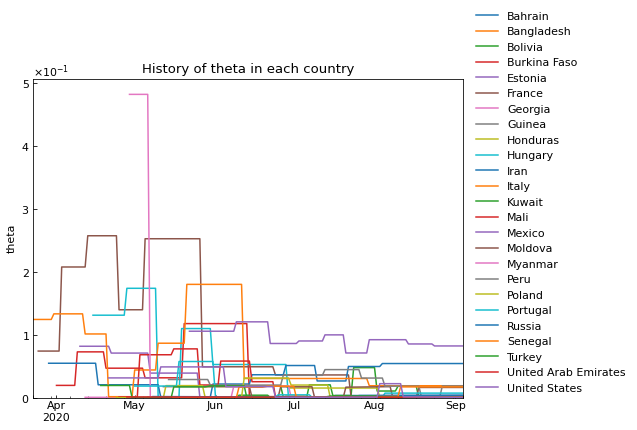 History of theta in each country
×10⁻¹
5
4
3
2
1
0
theta
Apr
2020
May
Jun
Jul
Aug
Sep
Bahrain
Bangladesh
Bolivia
Burkina Faso
Estonia
France
Georgia
Guinea
Honduras
Hungary
Iran
Italy
Kuwait
Mali
Mexico
Moldova
Myanmar
Peru
Poland
Portugal
Russia
Senegal
Turkey
United Arab Emirates
United States